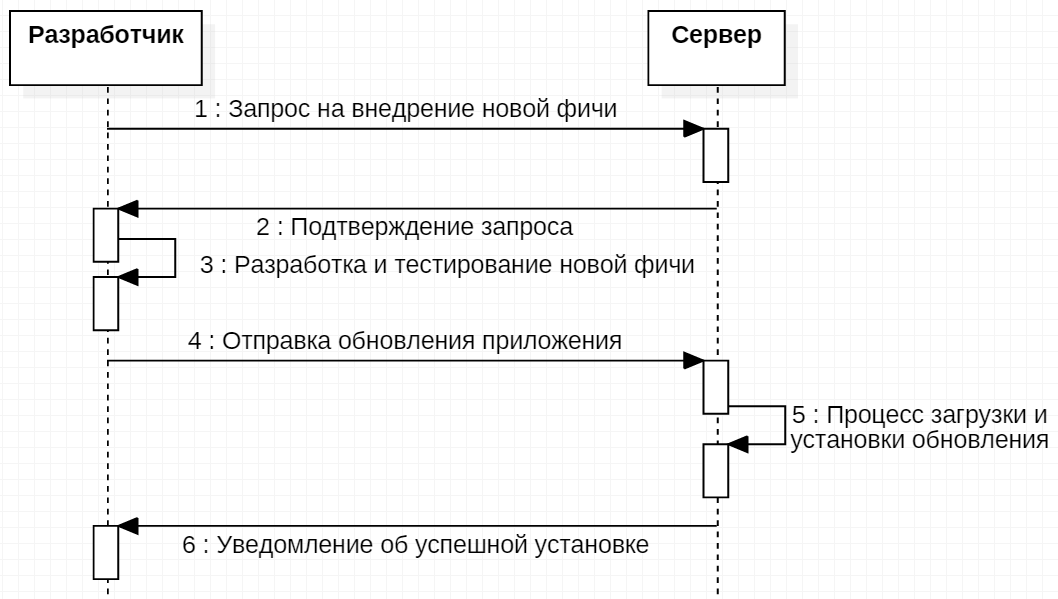 Разработчик
Сервер
1 : Запрос на внедрение новой фичи
2 : Подтверждение запроса
3 : Разработка и тестирование новой фичи
4 : Отправка обновления приложения
5 : Процесс загрузки и
установки обновления
6 : Уведомление об успешной установке